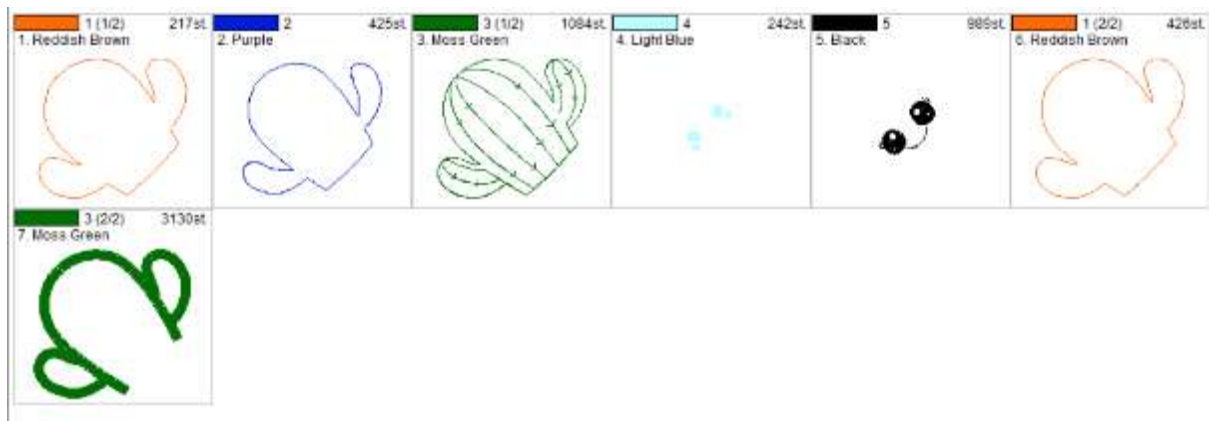 1 (1/2) 217st.
1. Reddish Brown
2 425st.
2. Purple
3 (1/2) 1084st.
3. Moss Green
4 242st.
4. Light Blue
5 989st.
5. Black
1 (2/2) 426st.
6. Reddish Brown
3 (2/2) 3130st.
7. Moss Green